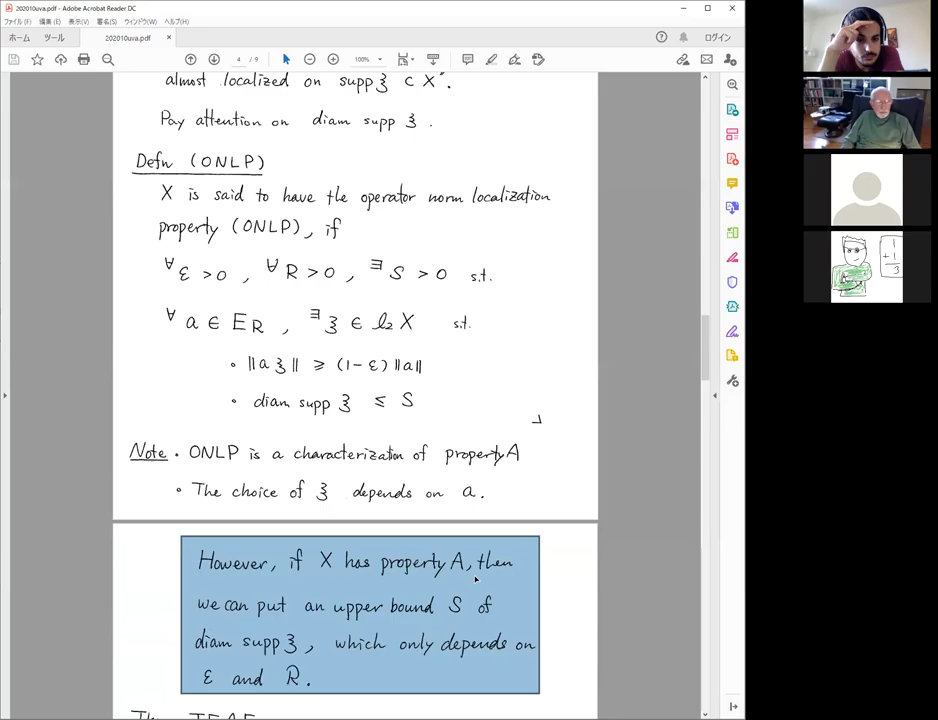 202010uva.pdf - Adobe Acrobat Reader DC
ファイル(F) 編集(E) 表示(V) 署名(S) ウィンドウ(W) ヘルプ(H)
ホーム ツール 202010uva.pdf × ログイン
4 / 9 100%
almost localized on supp ξ ⊂ X".
Pay attention on diam supp ξ .
Defn (ONLP)
X is said to have the operator norm localization
property (ONLP), if
∀ε > 0 , ∀R > 0 , ∃S > 0 s.t.
∀a ∈ E_R , ∃ξ ∈ l₂X s.t.
• ‖aξ‖ ≥ (1-ε)‖a‖
• diam supp ξ ≤ S
Note • ONLP is a characterization of property A
• The choice of ξ depends on a .
However, if X has property A, then
we can put an upper bound S of
diam supp ξ , which only depends on
ε and R .
1
+ 1
3